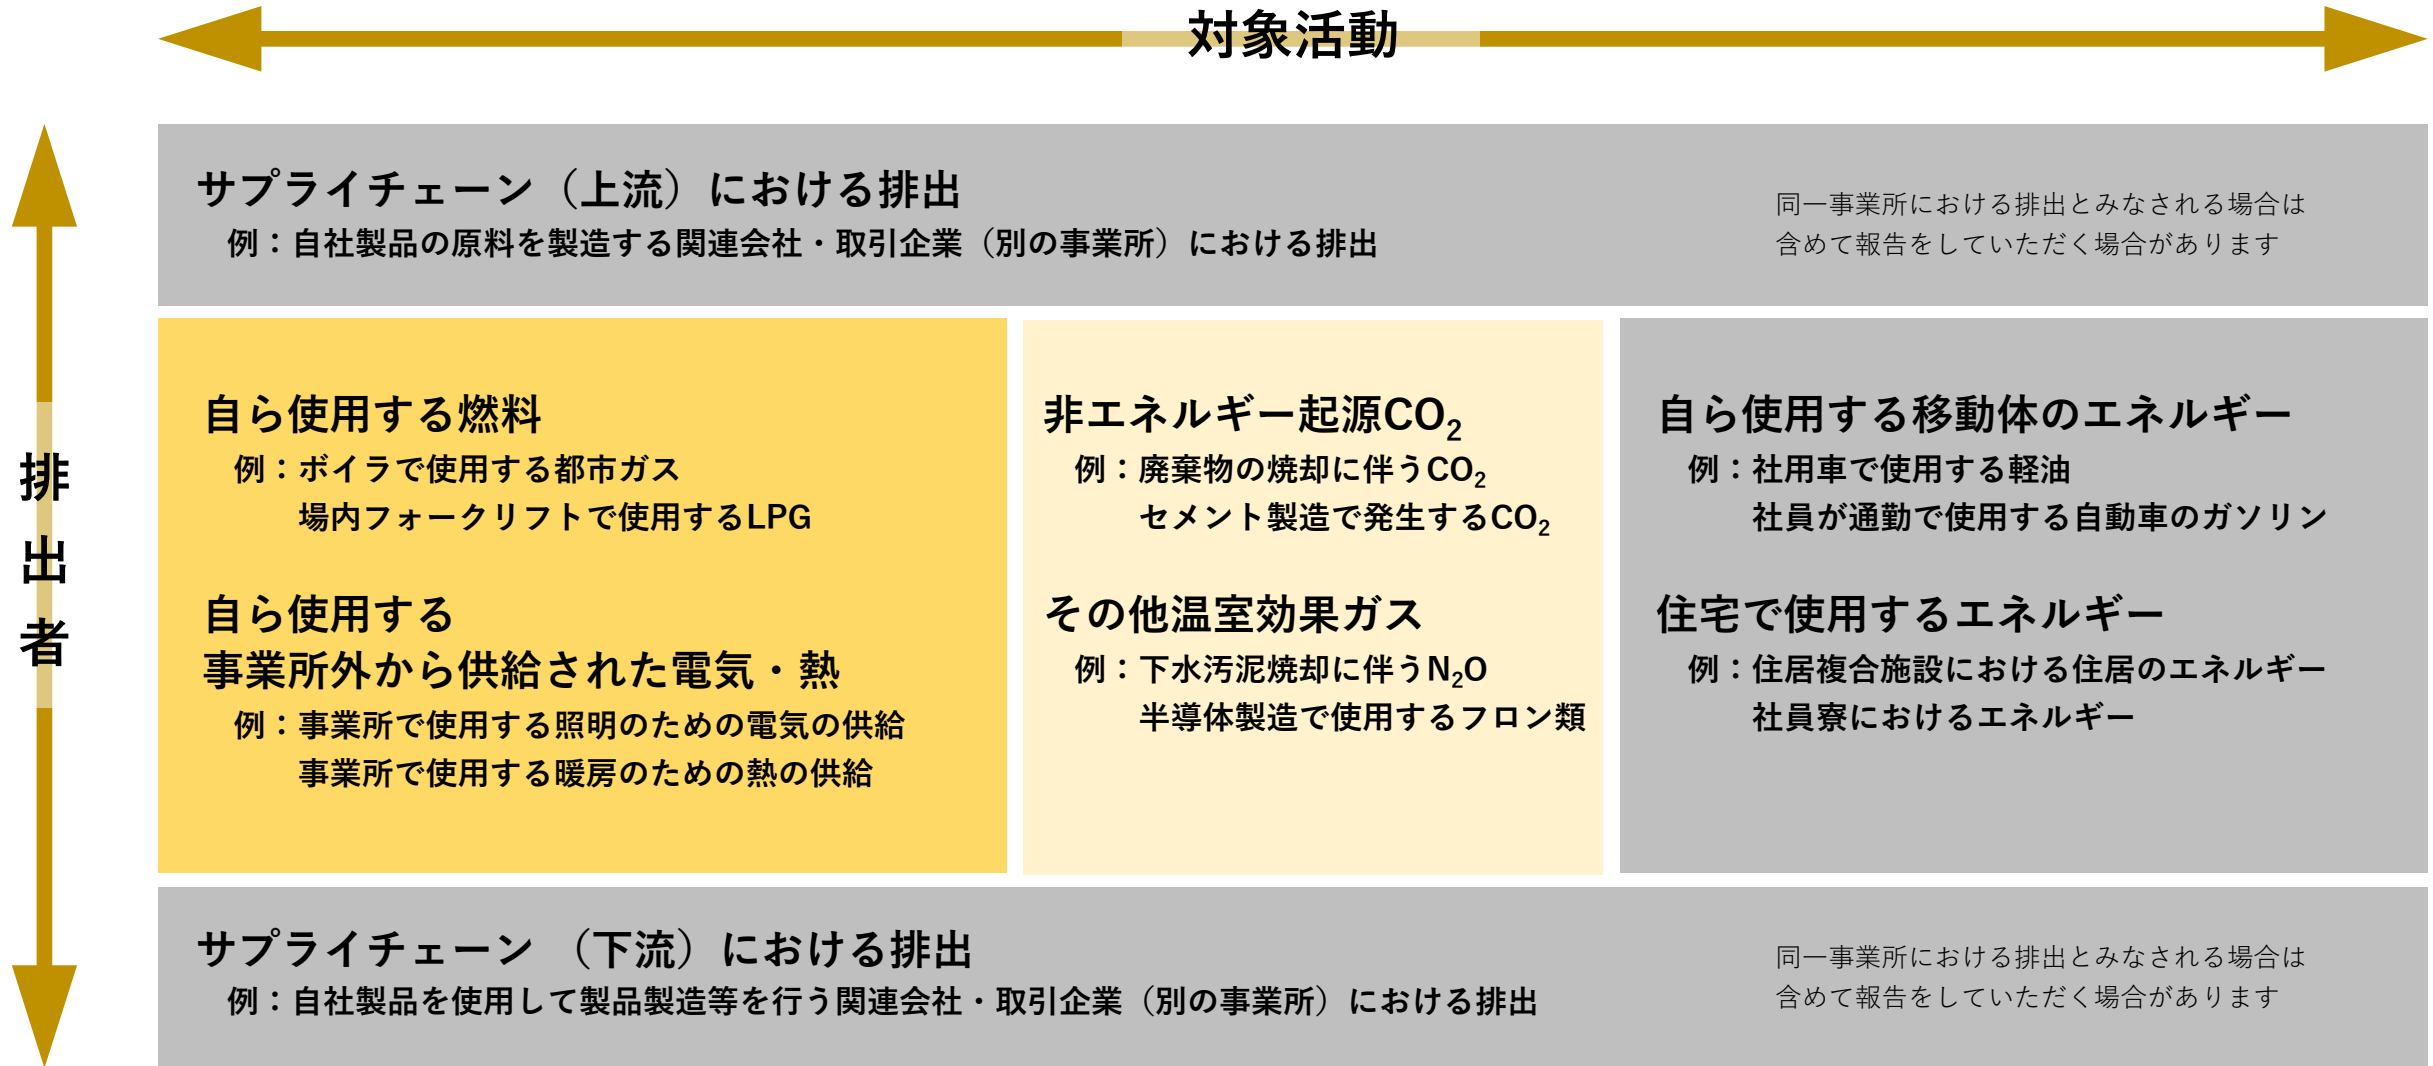 対象活動
排出者
サプライチェーン（上流）における排出
例：自社製品の原料を製造する関連会社・取引企業（別の事業所）における排出
同一事業所における排出とみなされる場合は
含めて報告をしていただく場合があります
自ら使用する燃料
例：ボイラで使用する都市ガス
場内フォークリフトで使用するLPG
自ら使用する
事業所外から供給された電気・熱
例：事業所で使用する照明のための電気の供給
事業所で使用する暖房のための熱の供給
非エネルギー起源CO₂
例：廃棄物の焼却に伴うCO₂
セメント製造で発生するCO₂
その他温室効果ガス
例：下水汚泥焼却に伴うN₂O
半導体製造で使用するフロン類
自ら使用する移動体のエネルギー
例：社用車で使用する軽油
社員が通勤で使用する自動車のガソリン
住宅で使用するエネルギー
例：住居複合施設における住居のエネルギー
社員寮におけるエネルギー
サプライチェーン （下流）における排出
例：自社製品を使用して製品製造等を行う関連会社・取引企業（別の事業所）における排出
同一事業所における排出とみなされる場合は
含めて報告をしていただく場合があります